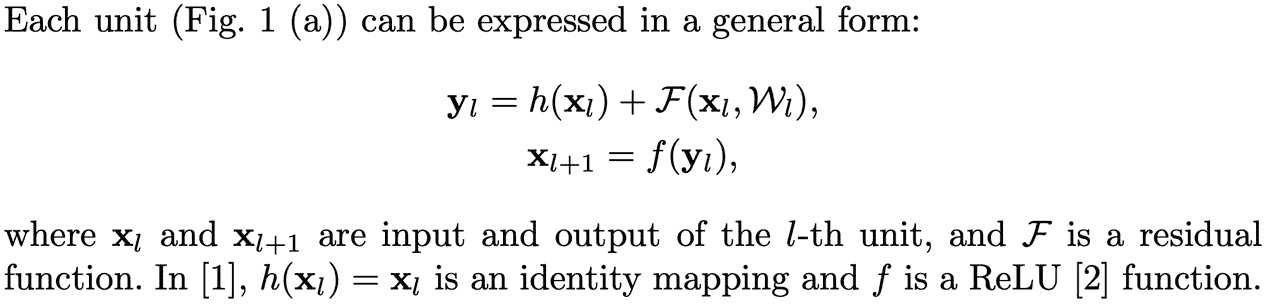 Each unit (Fig. 1 (a)) can be expressed in a general form:
𝐲ₗ = h(𝐱ₗ) + ℱ(𝐱ₗ, 𝒲ₗ),
𝐱ₗ₊₁ = f(𝐲ₗ),
where 𝐱ₗ and 𝐱ₗ₊₁ are input and output of the l-th unit, and ℱ is a residual
function. In [1], h(𝐱ₗ) = 𝐱ₗ is an identity mapping and f is a ReLU [2] function.